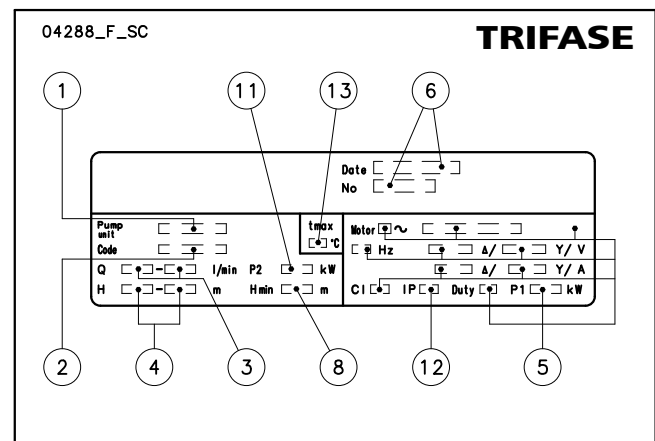 04288_F_SC TRIFASE
1 11 13 6
Date
No
Pump unit tmax Motor ∼
°C
Code Hz Δ/ Y/ V
Q - l/min P2 kW Δ/ Y/ A
H - m Hmin m CI IP Duty P1 kW
2 4 3 8 12 5